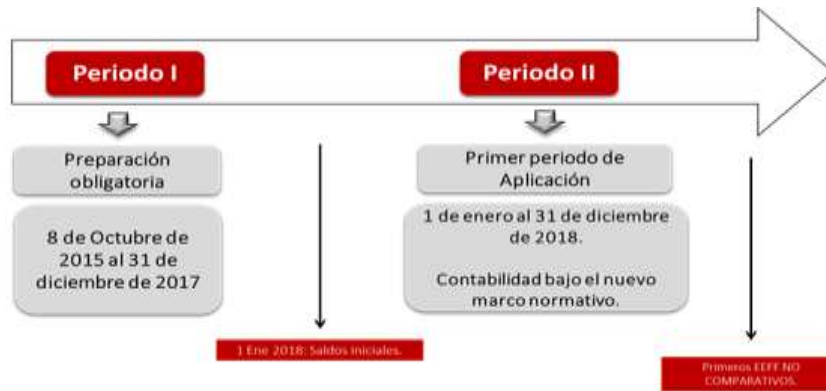 Periodo I
Periodo II
Preparación
obligatoria
Primer periodo de
Aplicación
8 de Octubre de
2015 al 31 de
diciembre de 2017
1 de enero al 31 de diciembre
de 2018.
Contabilidad bajo el nuevo
marco normativo.
1 Ene 2018: Saldos iniciales.
Primeros EEFF NO
COMPARATIVOS.